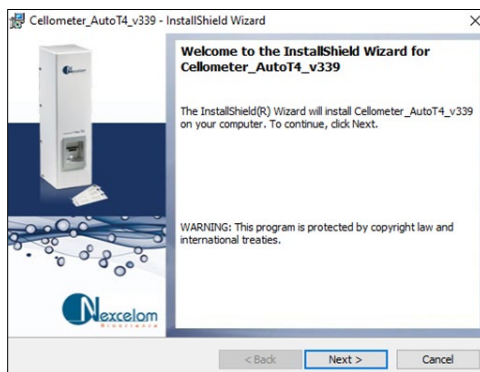 Cellometer_AutoT4_v339 - InstallShield Wizard
Welcome to the InstallShield Wizard for
Cellometer_AutoT4_v339
The InstallShield(R) Wizard will install Cellometer_AutoT4_v339
on your computer. To continue, click Next.
WARNING: This program is protected by copyright law and
international treaties.
Nexcelom
Nexcelom
Bioscience
< Back
Next >
Cancel